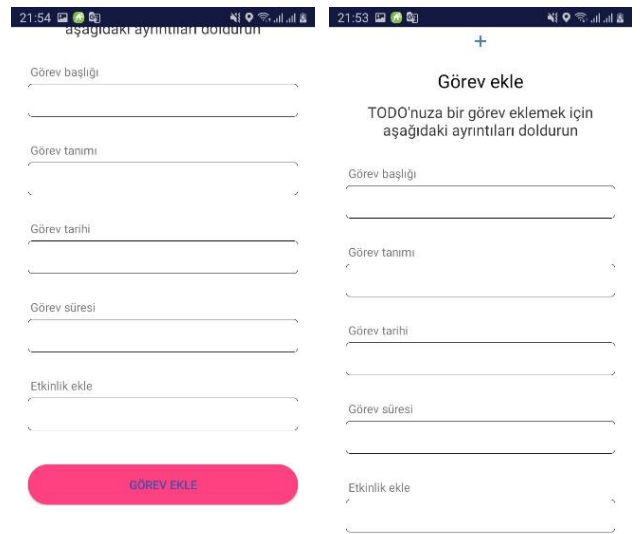 21:54
aşağıdaki ayrıntıları doldurun
Görev başlığı
Görev tanımı
Görev tarihi
Görev süresi
Etkinlik ekle
GÖREV EKLE
21:53
+
Görev ekle
TODO'nuza bir görev eklemek için
aşağıdaki ayrıntıları doldurun
Görev başlığı
Görev tanımı
Görev tarihi
Görev süresi
Etkinlik ekle